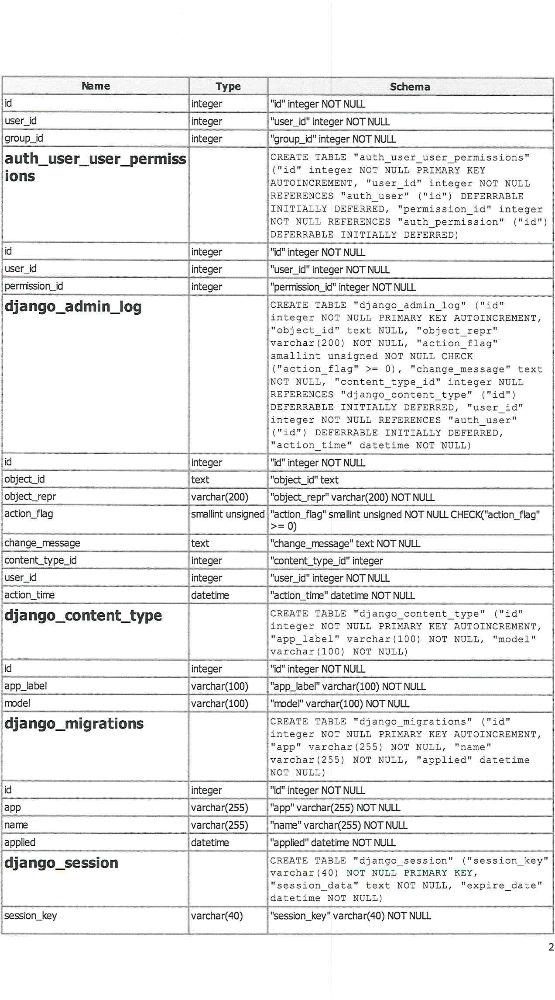 Name Type Schema
id integer "id" integer NOT NULL
user_id integer "user_id" integer NOT NULL
group_id integer "group_id" integer NOT NULL
auth_user_user_permiss
ions
CREATE TABLE "auth_user_user_permissions"
("id" integer NOT NULL PRIMARY KEY
AUTOINCREMENT, "user_id" integer NOT NULL
REFERENCES "auth_user" ("id") DEFERRABLE
INITIALLY DEFERRED, "permission_id" integer
NOT NULL REFERENCES "auth_permission" ("id")
DEFERRABLE INITIALLY DEFERRED)
id integer "id" integer NOT NULL
user_id integer "user_id" integer NOT NULL
permission_id integer "permission_id" integer NOT NULL
django_admin_log
CREATE TABLE "django_admin_log" ("id"
integer NOT NULL PRIMARY KEY AUTOINCREMENT,
"object_id" text NULL, "object_repr"
varchar(200) NOT NULL, "action_flag"
smallint unsigned NOT NULL CHECK
("action_flag" >= 0), "change_message" text
NOT NULL, "content_type_id" integer NULL
REFERENCES "django_content_type" ("id")
DEFERRABLE INITIALLY DEFERRED, "user_id"
integer NOT NULL REFERENCES "auth_user"
("id") DEFERRABLE INITIALLY DEFERRED,
"action_time" datetime NOT NULL)
id integer "id" integer NOT NULL
object_id text "object_id" text
object_repr varchar(200) "object_repr" varchar(200) NOT NULL
action_flag smallint unsigned "action_flag" smallint unsigned NOT NULL CHECK("action_flag"
>= 0)
change_message text "change_message" text NOT NULL
content_type_id integer "content_type_id" integer
user_id integer "user_id" integer NOT NULL
action_time datetime "action_time" datetime NOT NULL
django_content_type
CREATE TABLE "django_content_type" ("id"
integer NOT NULL PRIMARY KEY AUTOINCREMENT,
"app_label" varchar(100) NOT NULL, "model"
varchar(100) NOT NULL)
id integer "id" integer NOT NULL
app_label varchar(100) "app_label" varchar(100) NOT NULL
model varchar(100) "model" varchar(100) NOT NULL
django_migrations
CREATE TABLE "django_migrations" ("id"
integer NOT NULL PRIMARY KEY AUTOINCREMENT,
"app" varchar(255) NOT NULL, "name"
varchar(255) NOT NULL, "applied" datetime
NOT NULL)
id integer "id" integer NOT NULL
app varchar(255) "app" varchar(255) NOT NULL
name varchar(255) "name" varchar(255) NOT NULL
applied datetime "applied" datetime NOT NULL
django_session
CREATE TABLE "django_session" ("session_key"
varchar(40) NOT NULL PRIMARY KEY,
"session_data" text NOT NULL, "expire_date"
datetime NOT NULL)
session_key varchar(40) "session_key" varchar(40) NOT NULL
2